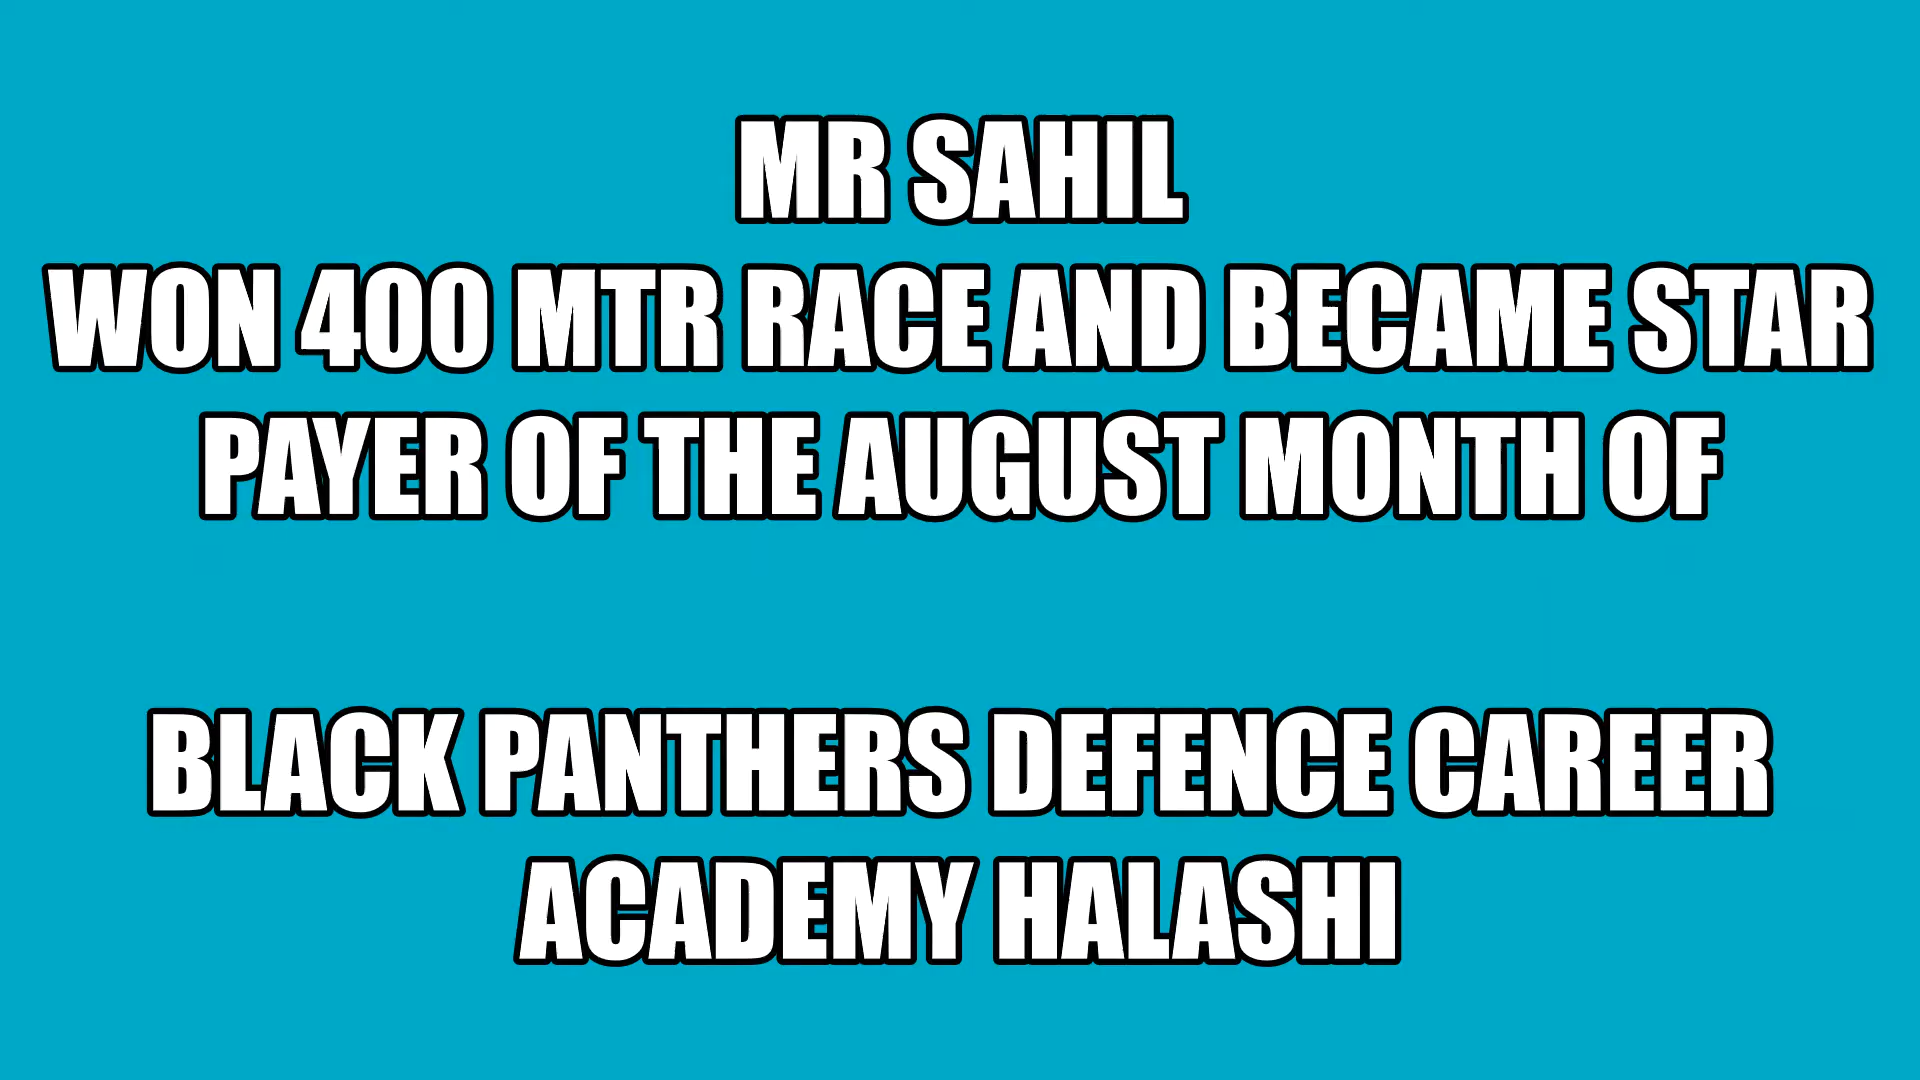 MR SAHIL
WON 400 MTR RACE AND BECAME STAR
PAYER OF THE AUGUST MONTH OF
BLACK PANTHERS DEFENCE CAREER
ACADEMY HALASHI